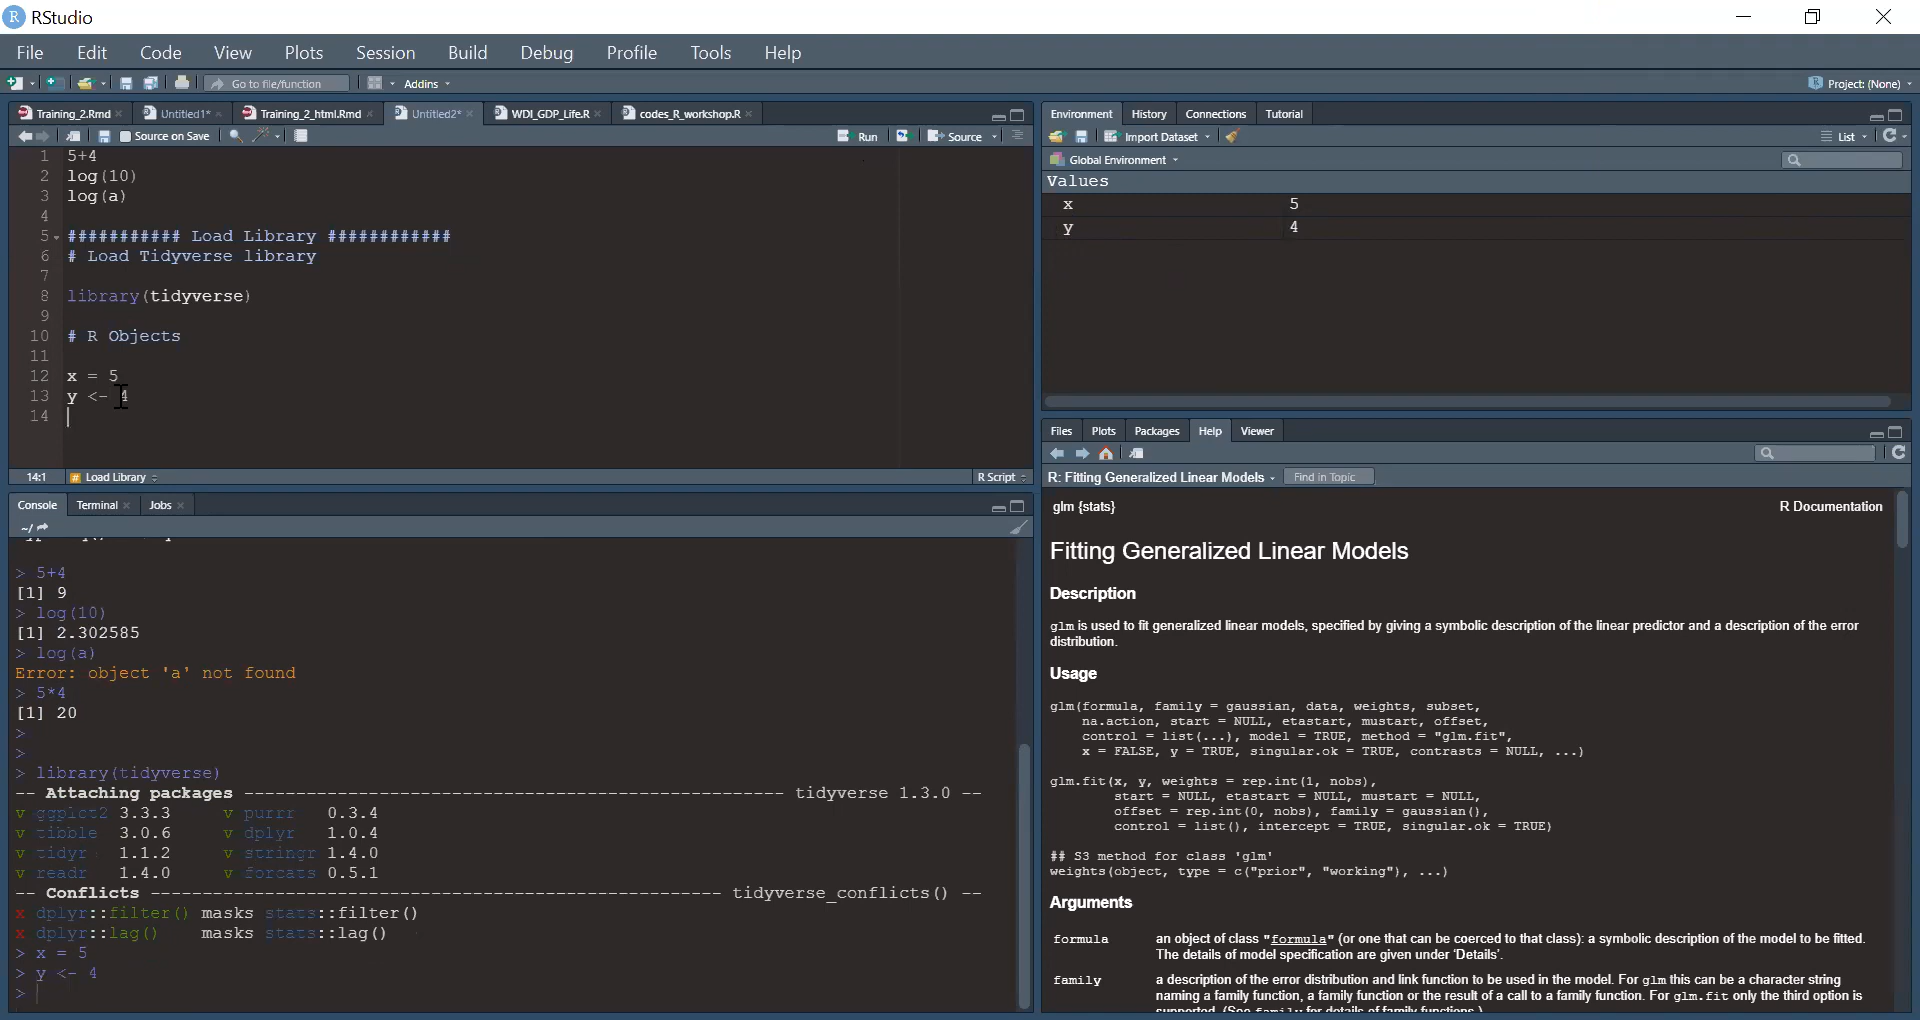 RStudio
File Edit Code View Plots Session Build Debug Profile Tools Help
Go to file/function Addins Project: (None)
Training_2.Rmd Untitled1* Training_2_html.Rmd Untitled2* WDI_GDP_Life.R codes_R_workshop.R
Source on Save Run Source
1 5+4
2 log(10)
3 log(a)
4
5 ########### Load Library ############
6 # Load Tidyverse library
7
8 library(tidyverse)
9
10 # R Objects
11
12 x = 5
13 y <- 4
14
14:1 # Load Library R Script
Console Terminal Jobs
~/
> 5+4
[1] 9
> log(10)
[1] 2.302585
> log(a)
Error: object 'a' not found
> 5*4
[1] 20
>
>
> library(tidyverse)
-- Attaching packages --------------------------------------------------- tidyverse 1.3.0 --
v ggplot2 3.3.3 v purrr 0.3.4
v tibble 3.0.6 v dplyr 1.0.4
v tidyr 1.1.2 v stringr 1.4.0
v readr 1.4.0 v forcats 0.5.1
-- Conflicts ------------------------------------------------------ tidyverse_conflicts() --
x dplyr::filter() masks stats::filter()
x dplyr::lag() masks stats::lag()
> x = 5
> y <- 4
>
Environment History Connections Tutorial
Import Dataset List
Global Environment
Values
x 5
y 4
Files Plots Packages Help Viewer
R: Fitting Generalized Linear Models Find in Topic
glm {stats} R Documentation
Fitting Generalized Linear Models
Description
glm is used to fit generalized linear models, specified by giving a symbolic description of the linear predictor and a description of the error
distribution.
Usage
glm(formula, family = gaussian, data, weights, subset,
na.action, start = NULL, etastart, mustart, offset,
control = list(...), model = TRUE, method = "glm.fit",
x = FALSE, y = TRUE, singular.ok = TRUE, contrasts = NULL, ...)
glm.fit(x, y, weights = rep.int(1, nobs),
start = NULL, etastart = NULL, mustart = NULL,
offset = rep.int(0, nobs), family = gaussian(),
control = list(), intercept = TRUE, singular.ok = TRUE)
## S3 method for class 'glm'
weights(object, type = c("prior", "working"), ...)
Arguments
formula an object of class "formula" (or one that can be coerced to that class): a symbolic description of the model to be fitted.
The details of model specification are given under ‘Details’.
family a description of the error distribution and link function to be used in the model. For glm this can be a character string
naming a family function, a family function or the result of a call to a family function. For glm.fit only the third option is
supported. (See family for details of family functions.)